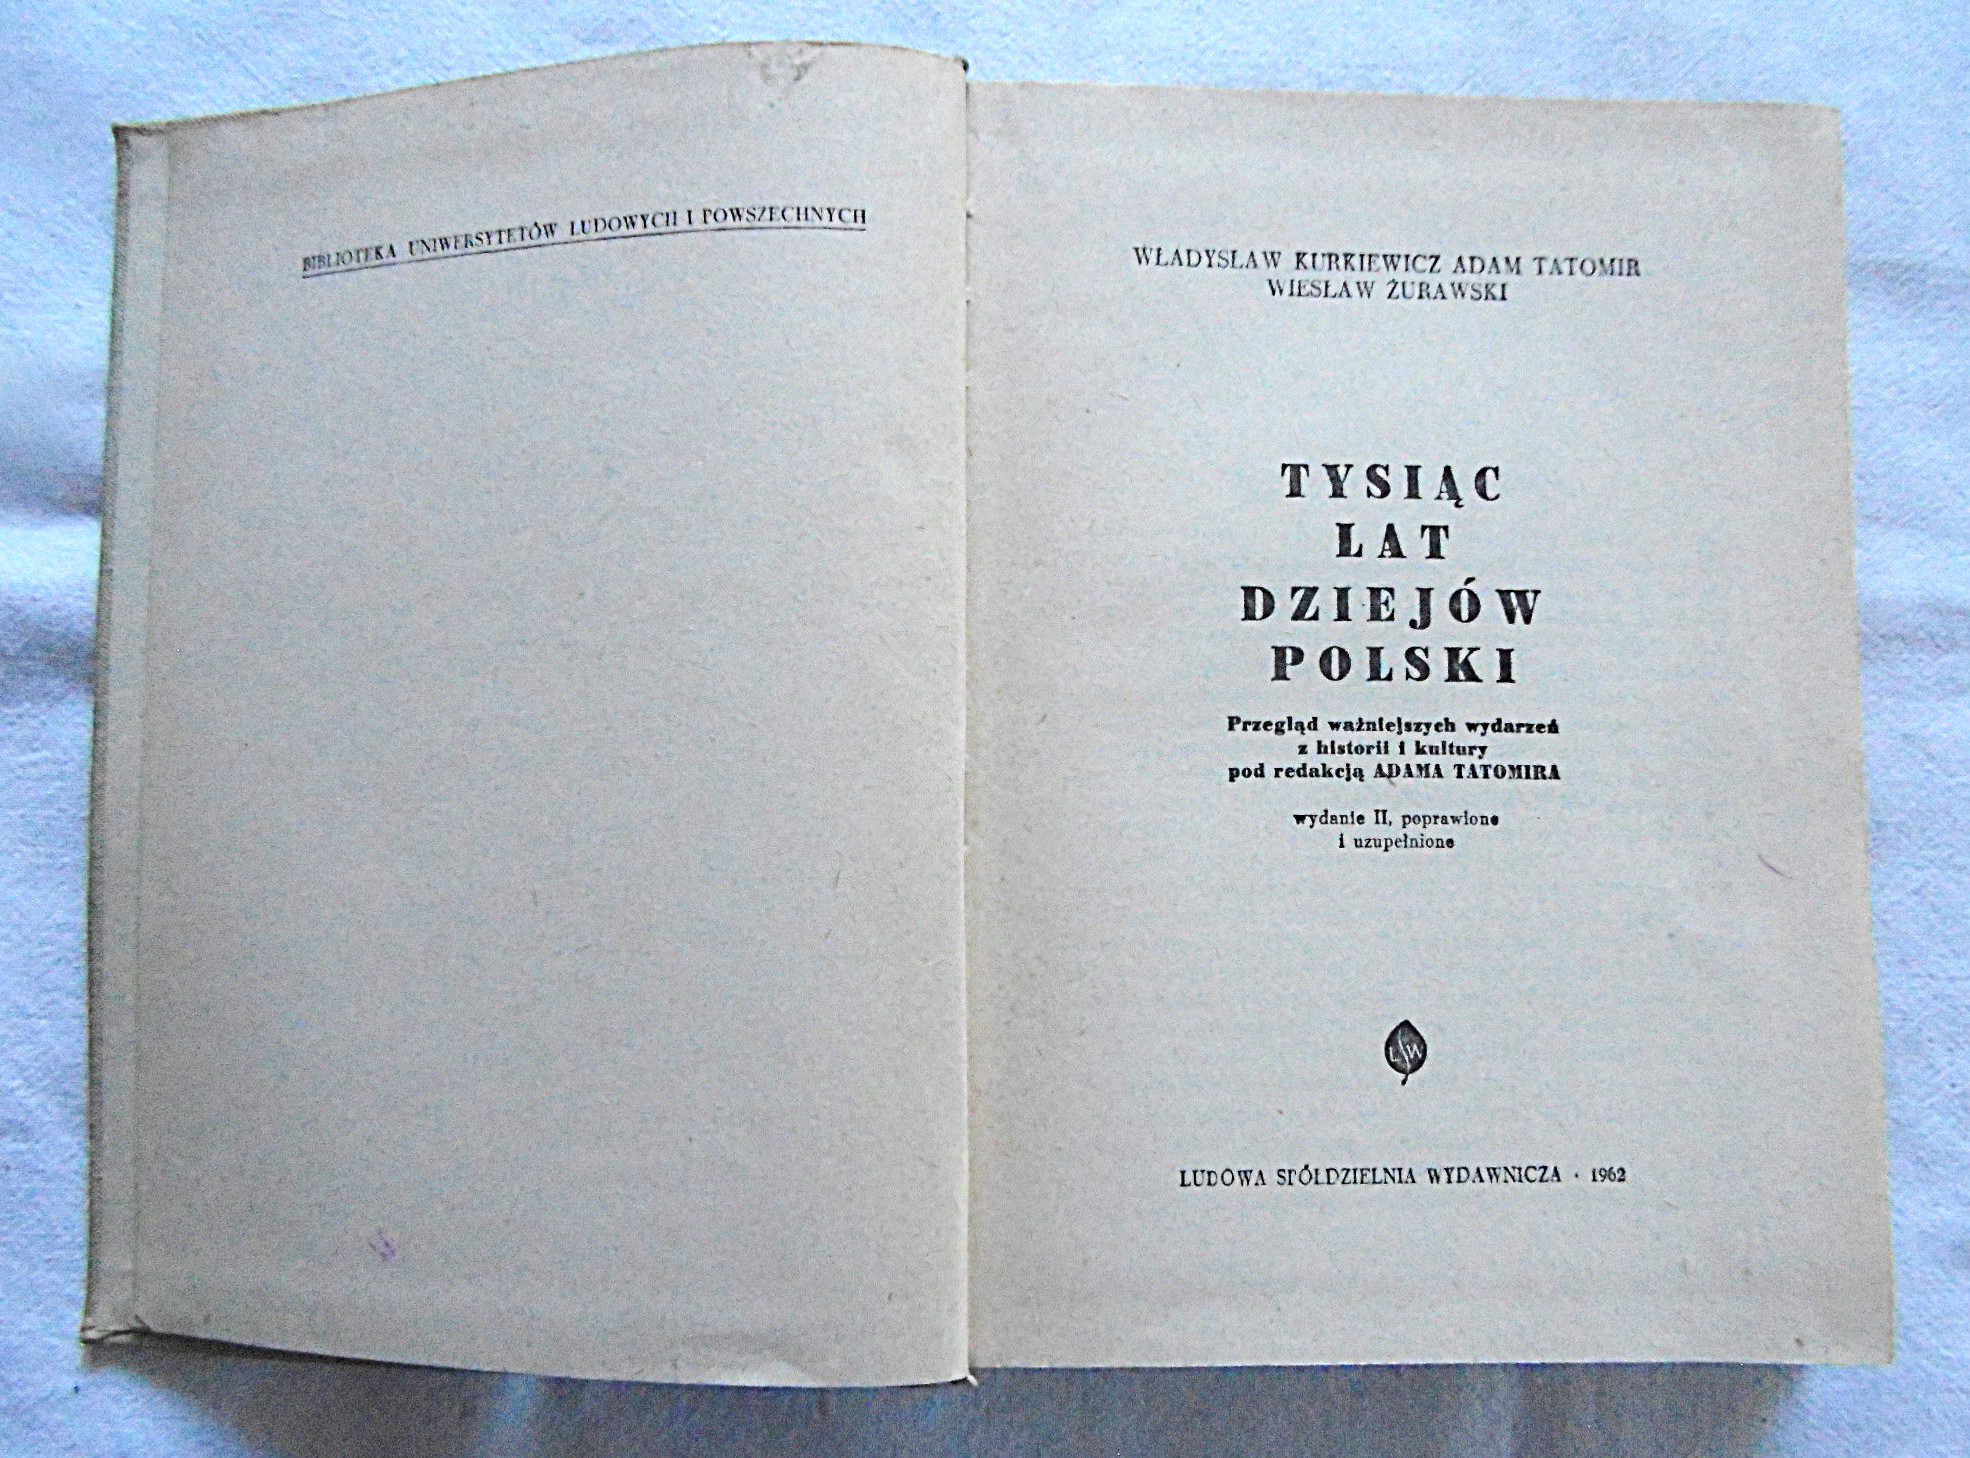 BIBLIOTEKA UNIWERSYTETÓW LUDOWYCH I POWSZECHNYCH
WŁADYSŁAW KURKIEWICZ ADAM TATOMIR
WIESŁAW ŻURAWSKI
TYSIĄC
LAT
DZIEJÓW
POLSKI
Przegląd ważniejszych wydarzeń
z historii i kultury
pod redakcją ADAMA TATOMIRA
wydanie II, poprawione
i uzupełnione
LSW
LUDOWA SPÓŁDZIELNIA WYDAWNICZA · 1962